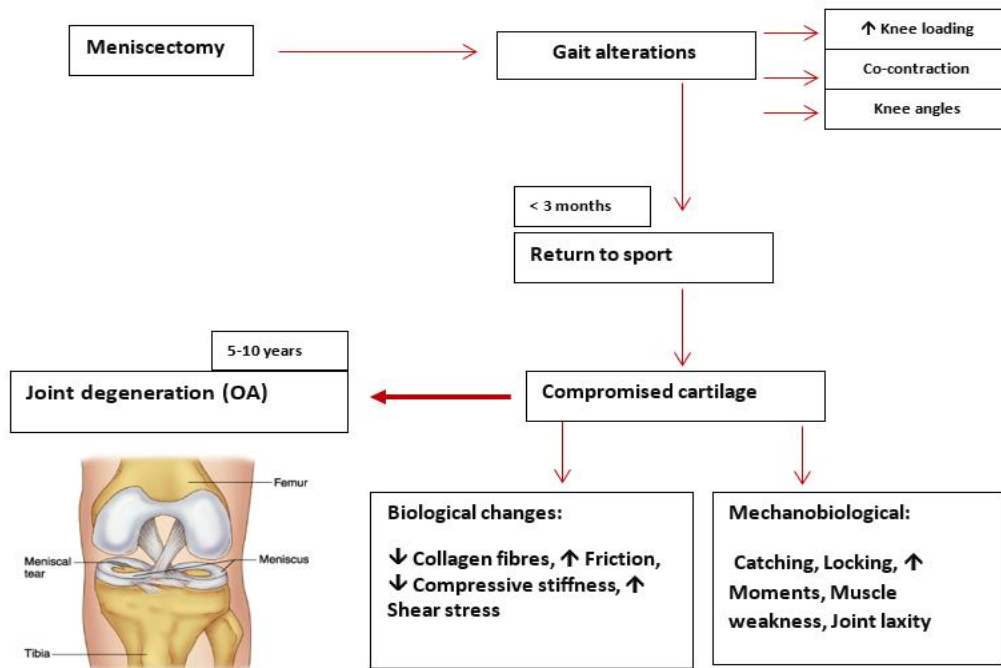 Meniscectomy
Gait alterations
↑ Knee loading
Co-contraction
Knee angles
< 3 months
Return to sport
5-10 years
Joint degeneration (OA)
Compromised cartilage
Femur
Meniscal
tear
Meniscus
Tibia
Biological changes:
↓ Collagen fibres, ↑ Friction,
↓ Compressive stiffness, ↑
Shear stress
Mechanobiological:
Catching, Locking, ↑
Moments, Muscle
weakness, Joint laxity